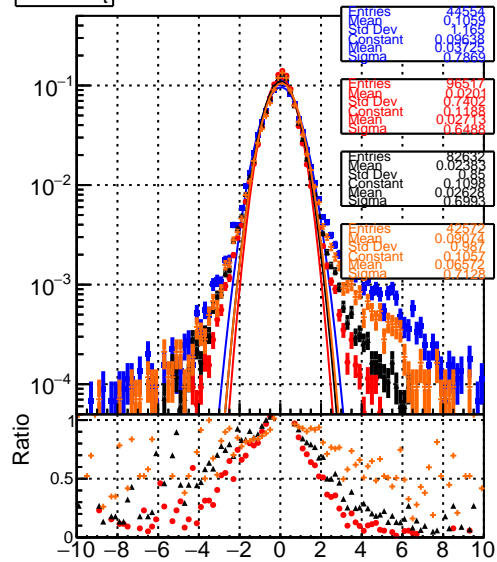 Entries 44554
Mean 0.1059
Std Dev 1.165
Constant 0.09638
Mean 0.03725
Sigma 0.7869
10⁻¹
Entries 96517
Mean 0.0201
Std Dev 0.7402
Constant 0.1188
Mean 0.02713
Sigma 0.6488
Entries 82632
Mean 0.02383
Std Dev 0.85
Constant 0.1098
Mean 0.02628
Sigma 0.6993
10⁻²
Entries 42572
Mean 0.09074
Std Dev 0.987
Constant 0.1057
Mean 0.06572
Sigma 0.7128
10⁻³
10⁻⁴
1
Ratio
0.5
0
−10 −8 −6 −4 −2 0 2 4 6 8 10